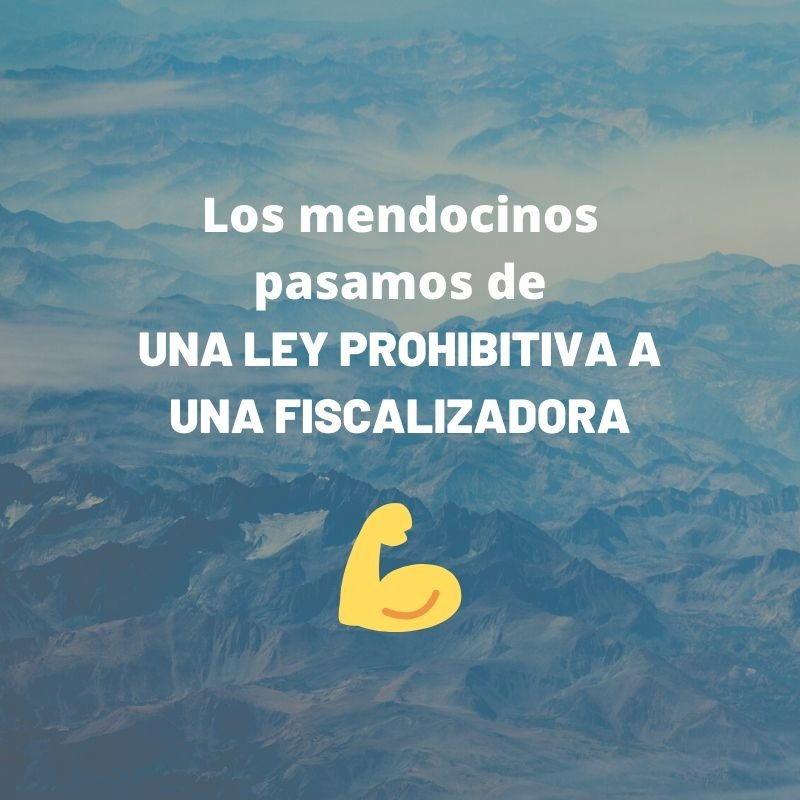 Los mendocinos
pasamos de
UNA LEY PROHIBITIVA A
UNA FISCALIZADORA